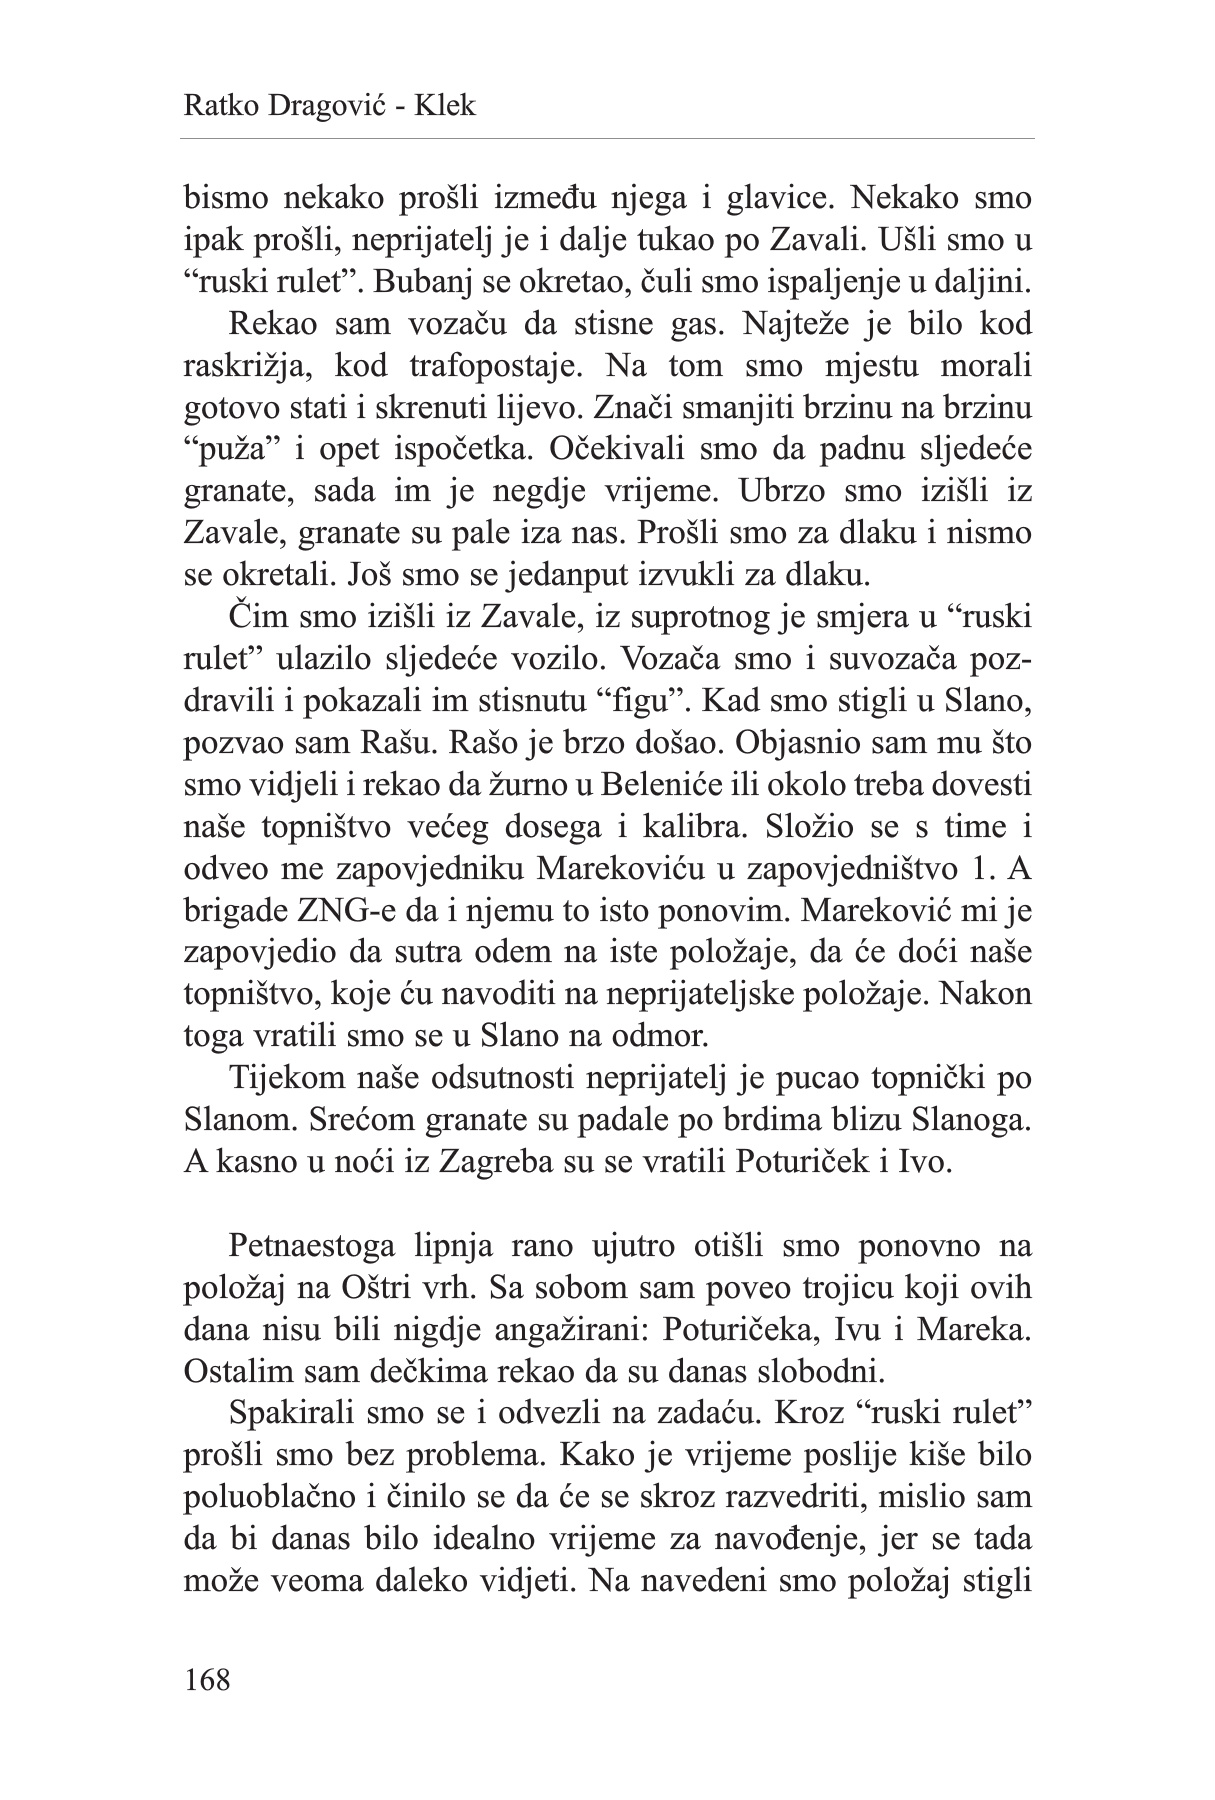 Ratko Dragović - Klek
bismo nekako prošli između njega i glavice. Nekako smo
ipak prošli, neprijatelj je i dalje tukao po Zavali. Ušli smo u
“ruski rulet”. Bubanj se okretao, čuli smo ispaljenje u daljini.
Rekao sam vozaču da stisne gas. Najteže je bilo kod
raskrižja, kod trafopostaje. Na tom smo mjestu morali
gotovo stati i skrenuti lijevo. Znači smanjiti brzinu na brzinu
“puža” i opet ispočetka. Očekivali smo da padnu sljedeće
granate, sada im je negdje vrijeme. Ubrzo smo izišli iz
Zavale, granate su pale iza nas. Prošli smo za dlaku i nismo
se okretali. Još smo se jedanput izvukli za dlaku.
Čim smo izišli iz Zavale, iz suprotnog je smjera u “ruski
rulet” ulazilo sljedeće vozilo. Vozača smo i suvozača poz-
dravili i pokazali im stisnutu “figu”. Kad smo stigli u Slano,
pozvao sam Rašu. Rašo je brzo došao. Objasnio sam mu što
smo vidjeli i rekao da žurno u Beleniće ili okolo treba dovesti
naše topništvo većeg dosega i kalibra. Složio se s time i
odveo me zapovjedniku Marekoviću u zapovjedništvo 1. A
brigade ZNG-e da i njemu to isto ponovim. Mareković mi je
zapovjedio da sutra odem na iste položaje, da će doći naše
topništvo, koje ću navoditi na neprijateljske položaje. Nakon
toga vratili smo se u Slano na odmor.
Tijekom naše odsutnosti neprijatelj je pucao topnički po
Slanom. Srećom granate su padale po brdima blizu Slanoga.
A kasno u noći iz Zagreba su se vratili Poturiček i Ivo.
Petnaestoga lipnja rano ujutro otišli smo ponovno na
položaj na Oštri vrh. Sa sobom sam poveo trojicu koji ovih
dana nisu bili nigdje angažirani: Poturičeka, Ivu i Mareka.
Ostalim sam dečkima rekao da su danas slobodni.
Spakirali smo se i odvezli na zadaću. Kroz “ruski rulet”
prošli smo bez problema. Kako je vrijeme poslije kiše bilo
poluoblačno i činilo se da će se skroz razvedriti, mislio sam
da bi danas bilo idealno vrijeme za navođenje, jer se tada
može veoma daleko vidjeti. Na navedeni smo položaj stigli
168